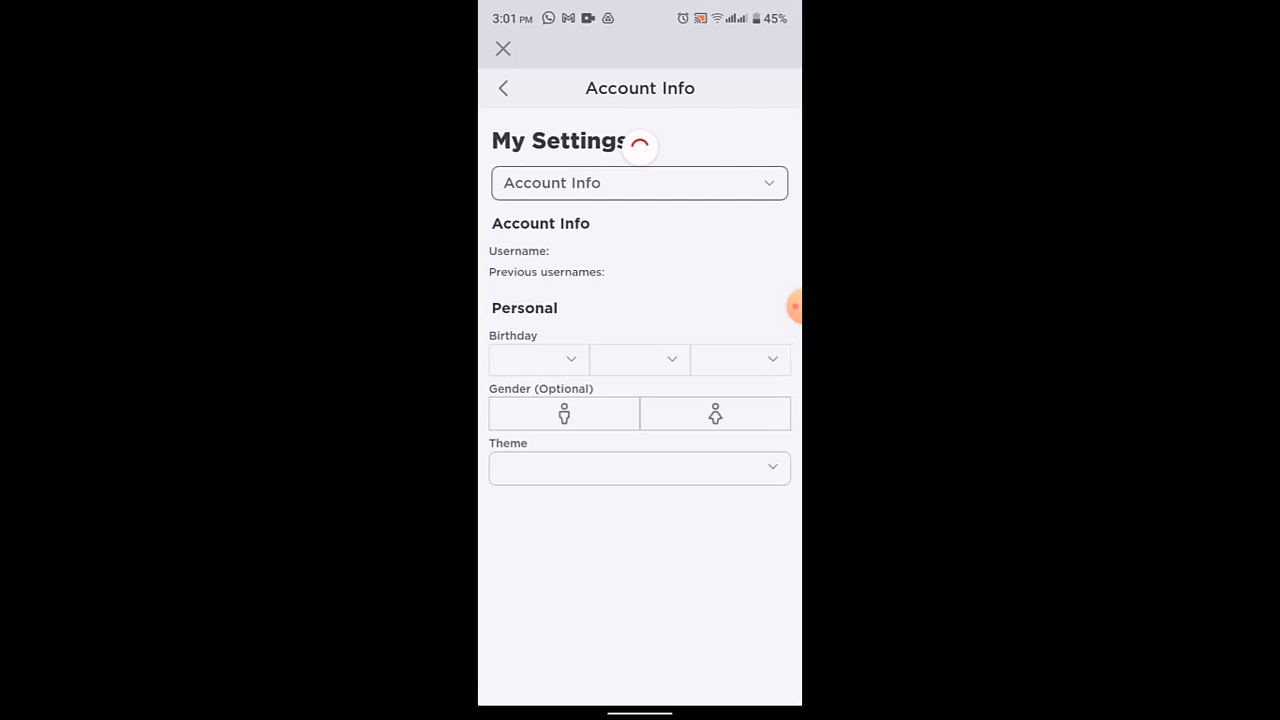 3:01 PM 45%
Account Info
My Settings
Account Info
Account Info
Username:
Previous usernames:
Personal
Birthday
Gender (Optional)
Theme